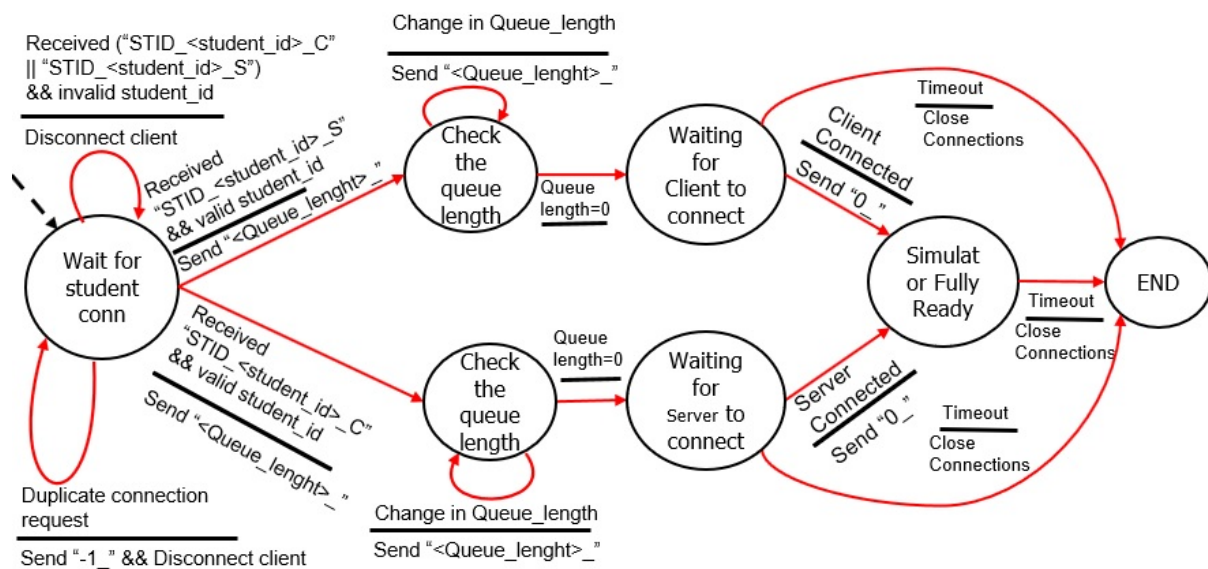 Received (“STID_<student_id>_C”
|| “STID_<student_id>_S”)
&& invalid student_id
Disconnect client
Wait for
student
conn
Duplicate connection
request
Send “-1_” && Disconnect client
Received
“STID_<student_id>_S”
&& valid student_id
Send “<Queue_lenght>_”
Received
“STID_<student_id>_C”
&& valid student_id
Send “<Queue_lenght>_”
Change in Queue_length
Send “<Queue_lenght>_”
Check
the
queue
length
Queue
length=0
Waiting
for
Client to
connect
Client
Connected
Send “0_”
Timeout
Close
Connections
Check
the
queue
length
Change in Queue_length
Send “<Queue_lenght>_”
Queue
length=0
Waiting
for
Server to
connect
Server
Connected
Send “0_”
Timeout
Close
Connections
Simulat
or Fully
Ready
Timeout
Close
Connections
END